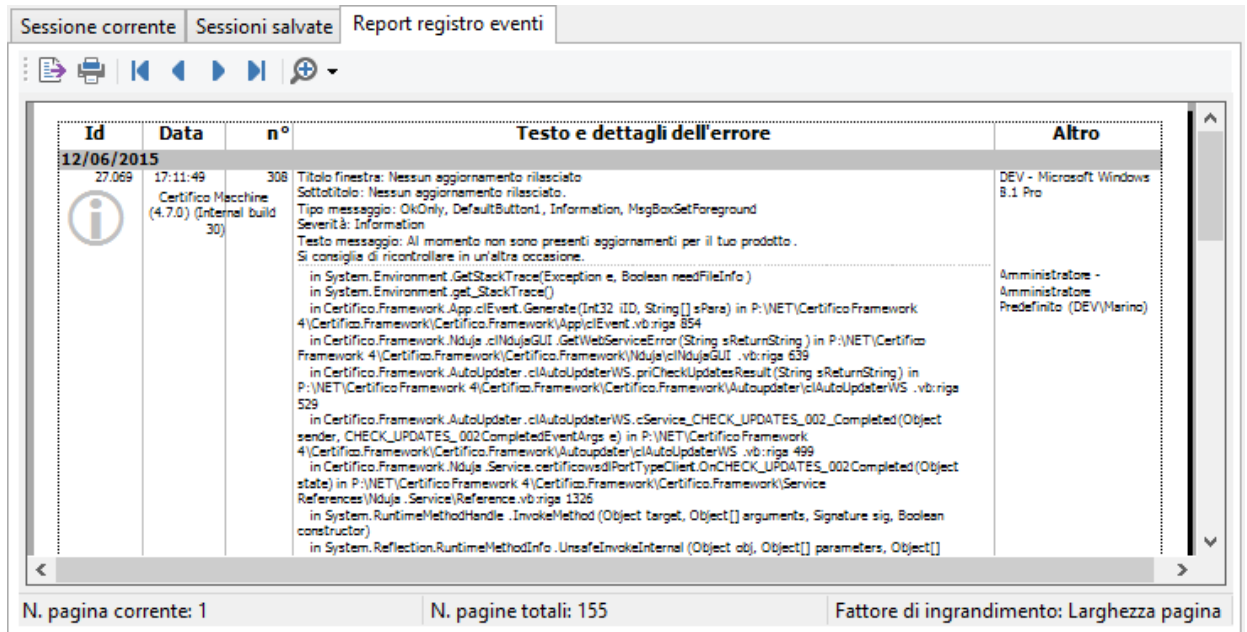 Sessione corrente Sessioni salvate Report registro eventi
Id Data n° Testo e dettagli dell'errore Altro
12/06/2015
27.069 17:11:49 308 Titolo finestra: Nessun aggiornamento rilasciato DEV - Microsoft Windows
Certifico Macchine Sottotitolo: Nessun aggiornamento rilasciato. 8.1 Pro
(4.7.0) (Internal build Tipo messaggio: OkOnly, DefaultButton1, Information, MsgBoxSetForeground
30) Severità: Information
Testo messaggio: Al momento non sono presenti aggiornamenti per il tuo prodotto.
Si consiglia di ricontrollare in un'altra occasione.
in System.Environment.GetStackTrace(Exception e, Boolean needFileInfo) Amministratore -
in System.Environment.get_StackTrace() Amministratore
in Certifico.Framework.App.clEvent.Generate(Int32 iID, String[] sPara) in P:\NET\Certifico Framework Predefinito (DEV\Marino)
4\Certifico.Framework\Certifico.Framework\App\clEvent.vb:riga 854
in Certifico.Framework.Nduja.clNdujaGUI.GetWebServiceError(String sReturnString) in P:\NET\Certifico
Framework 4\Certifico.Framework\Certifico.Framework\Nduja\clNdujaGUI.vb:riga 639
in Certifico.Framework.AutoUpdater.clAutoUpdaterWS.priCheckUpdatesResult(String sReturnString) in
P:\NET\Certifico Framework 4\Certifico.Framework\Certifico.Framework\Autoupdater\clAutoUpdaterWS.vb:riga
529
in Certifico.Framework.AutoUpdater.clAutoUpdaterWS.cService_CHECK_UPDATES_002_Completed(Object
sender, CHECK_UPDATES_002CompletedEventArgs e) in P:\NET\Certifico Framework
4\Certifico.Framework\Certifico.Framework\Autoupdater\clAutoUpdaterWS.vb:riga 499
in Certifico.Framework.Nduja.Service.certificowsdlPortTypeClient.OnCHECK_UPDATES_002Completed(Object
state) in P:\NET\Certifico Framework 4\Certifico.Framework\Certifico.Framework\Service
References\Nduja.Service\Reference.vb:riga 1326
in System.RuntimeMethodHandle.InvokeMethod(Object target, Object[] arguments, Signature sig, Boolean
constructor)
in System.Reflection.RuntimeMethodInfo.UnsafeInvokeInternal(Object obj, Object[] parameters, Object[]
N. pagina corrente: 1 N. pagine totali: 155 Fattore di ingrandimento: Larghezza pagina